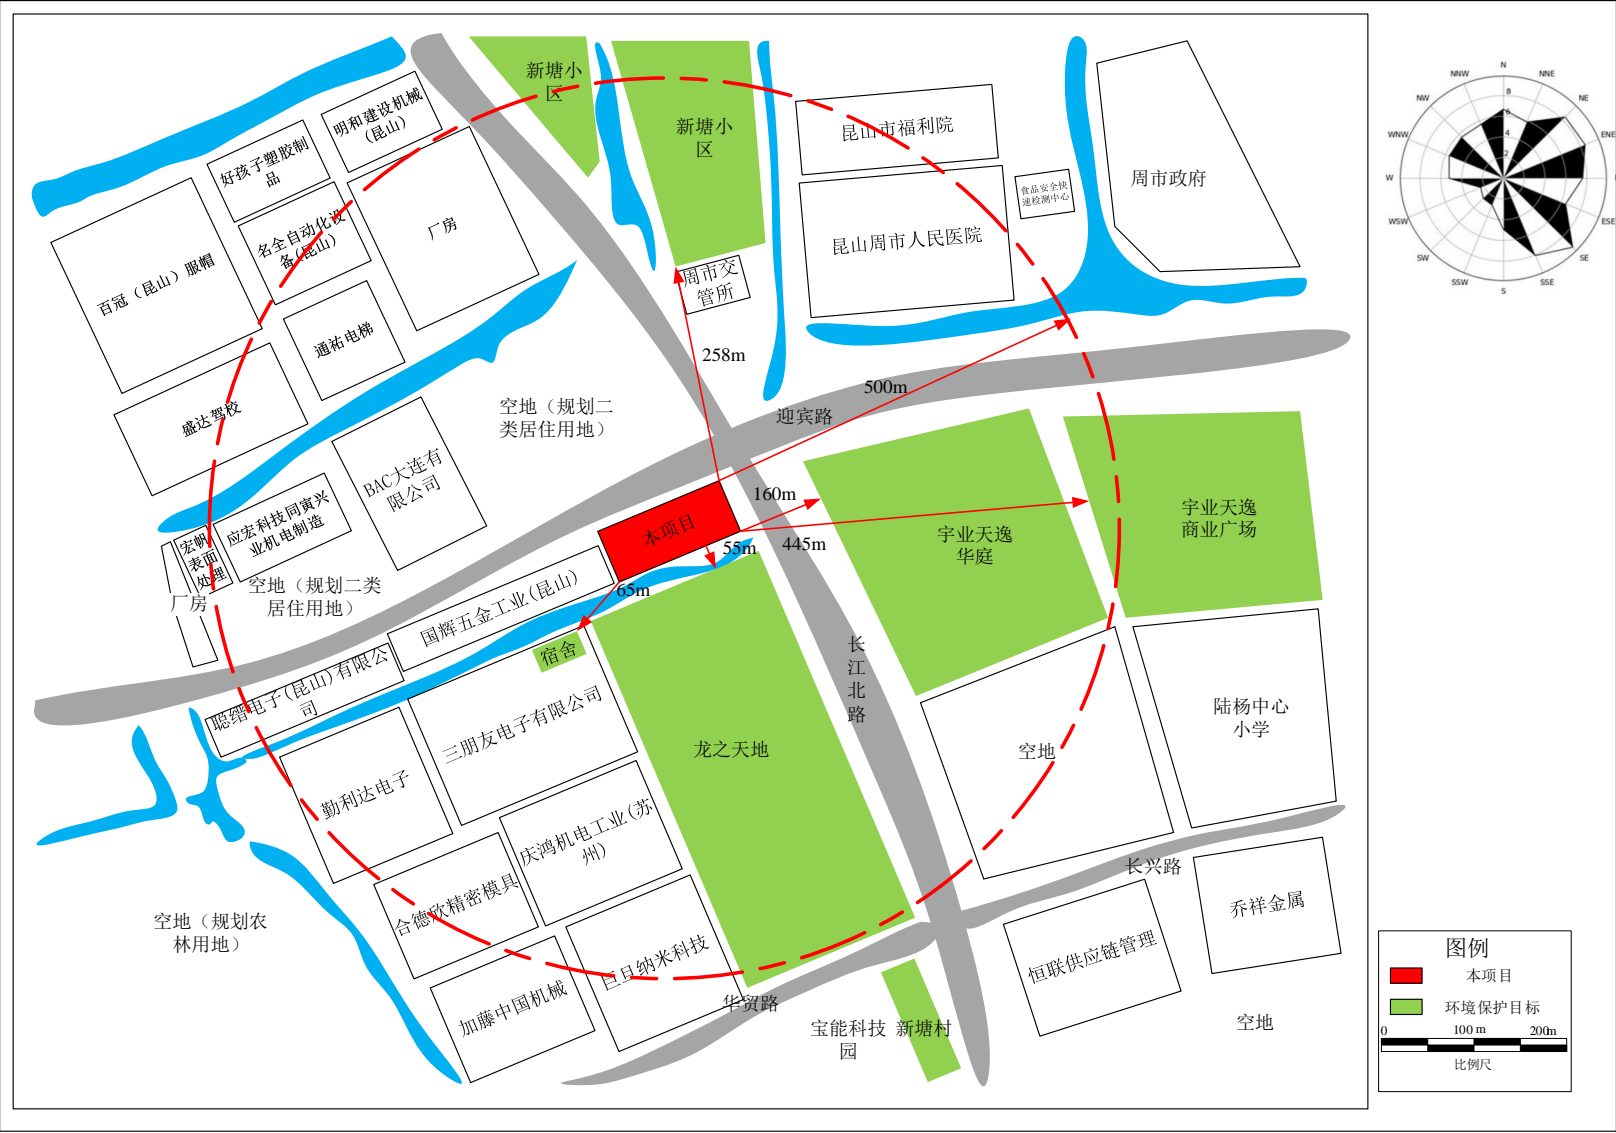 新塘小
区
新塘小
区
明和建设机械
(昆山)
好孩子塑胶制
品
名全自动化设
备(昆山)
厂房
百冠（昆山）服帽
通祐电梯
盛达驾校
昆山市福利院
昆山周市人民医院
食品安全快
速检测中心
周市政府
周市交
管所
258m
500m
迎宾路
空地（规划二
类居住用地）
BAC大连有
限公司
应宏科技同寅兴
业机电制造
宏帆
表面
处理
厂房
空地（规划二类
居住用地）
本项目
160m
445m
55m
65m
宇业天逸
华庭
宇业天逸
商业广场
国辉五金工业(昆山)
聪缙电子(昆山)有限公
司
宿舍
三朋友电子有限公司
勤利达电子
龙之天地
长
江
北
路
空地
陆杨中心
小学
庆鸿机电工业(苏
州)
合德欣精密模具
加藤中国机械
巨旦纳米科技
空地（规划农
林用地）
华贸路
长兴路
恒联供应链管理
乔祥金属
宝能科技
园
新塘村
空地
N
NNE
NE
ENE
ESE
SE
SSE
S
SSW
SW
WSW
W
WNW
NW
NNW
8
6
4
2
图例
本项目
环境保护目标
0 100 m 200m
比例尺